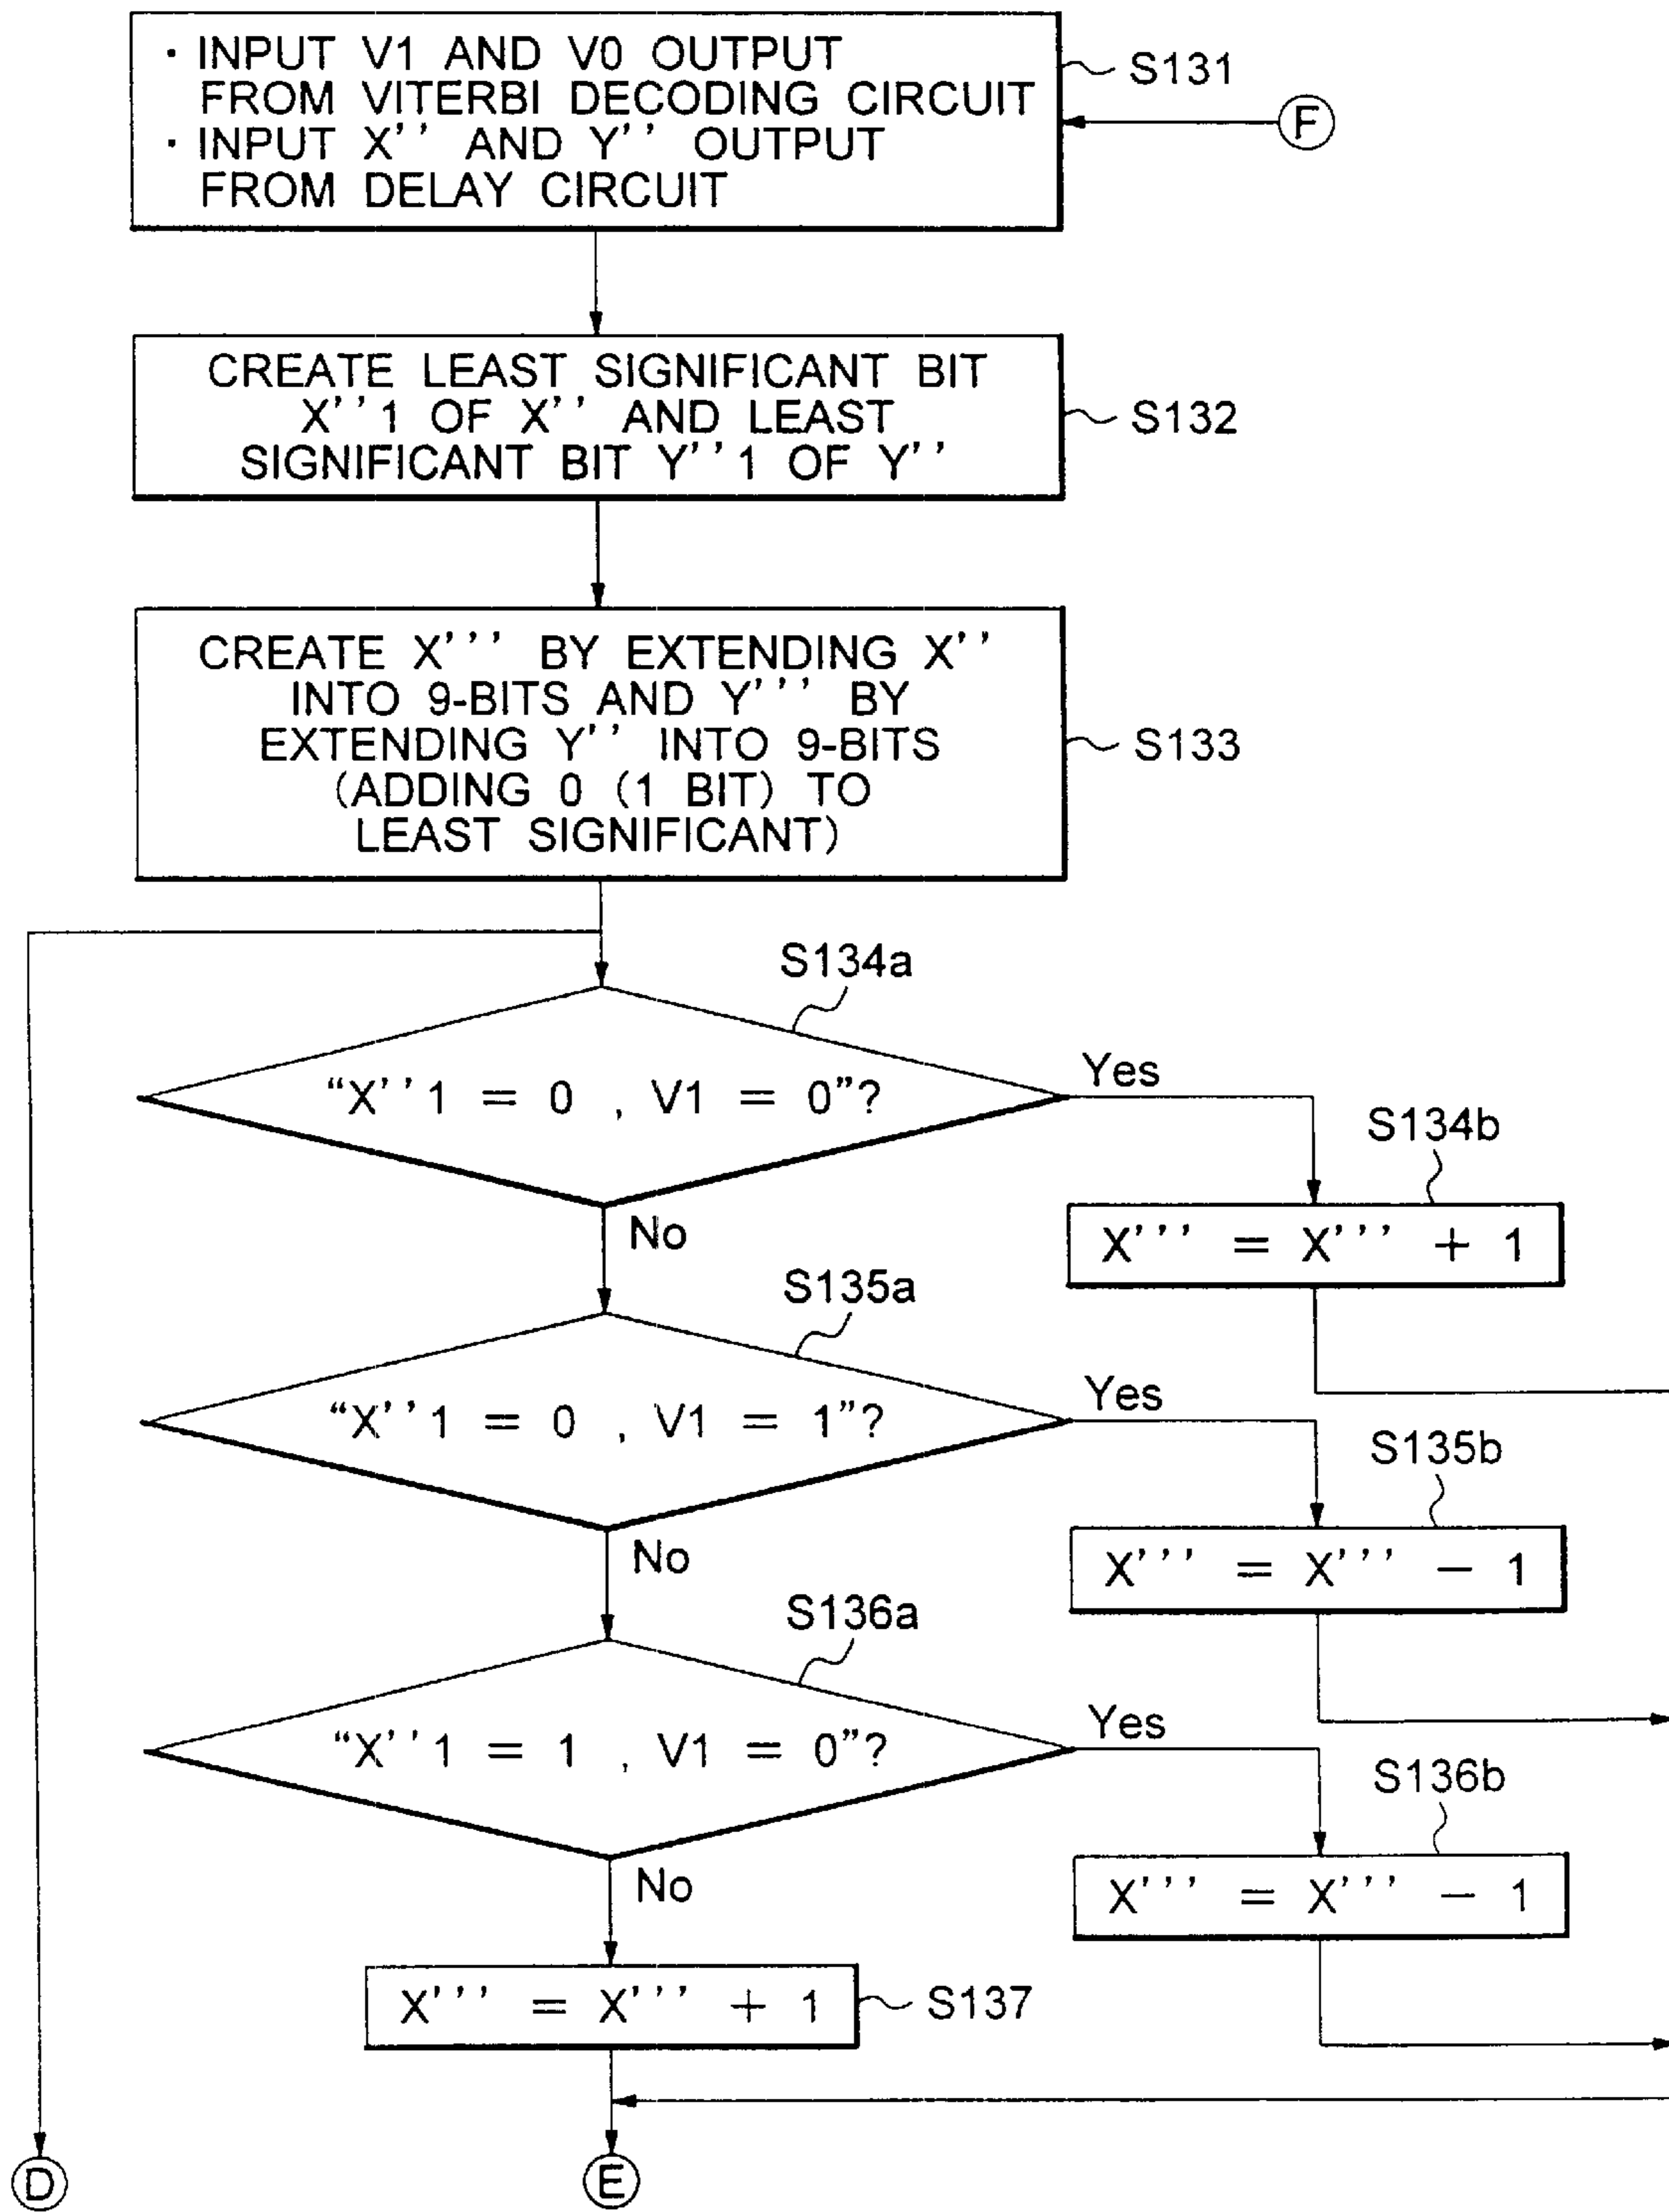 · INPUT V1 AND V0 OUTPUT
FROM VITERBI DECODING CIRCUIT
· INPUT X'' AND Y'' OUTPUT
FROM DELAY CIRCUIT
S131
F
CREATE LEAST SIGNIFICANT BIT
X''1 OF X'' AND LEAST
SIGNIFICANT BIT Y''1 OF Y''
S132
CREATE X''' BY EXTENDING X''
INTO 9-BITS AND Y''' BY
EXTENDING Y'' INTO 9-BITS
(ADDING 0 (1 BIT) TO
LEAST SIGNIFICANT)
S133
S134a
“X''1 = 0 , V1 = 0”?
Yes
S134b
X''' = X''' + 1
No
S135a
“X''1 = 0 , V1 = 1”?
Yes
S135b
X''' = X''' − 1
No
S136a
“X''1 = 1 , V1 = 0”?
Yes
S136b
X''' = X''' − 1
No
X''' = X''' + 1
S137
D
E